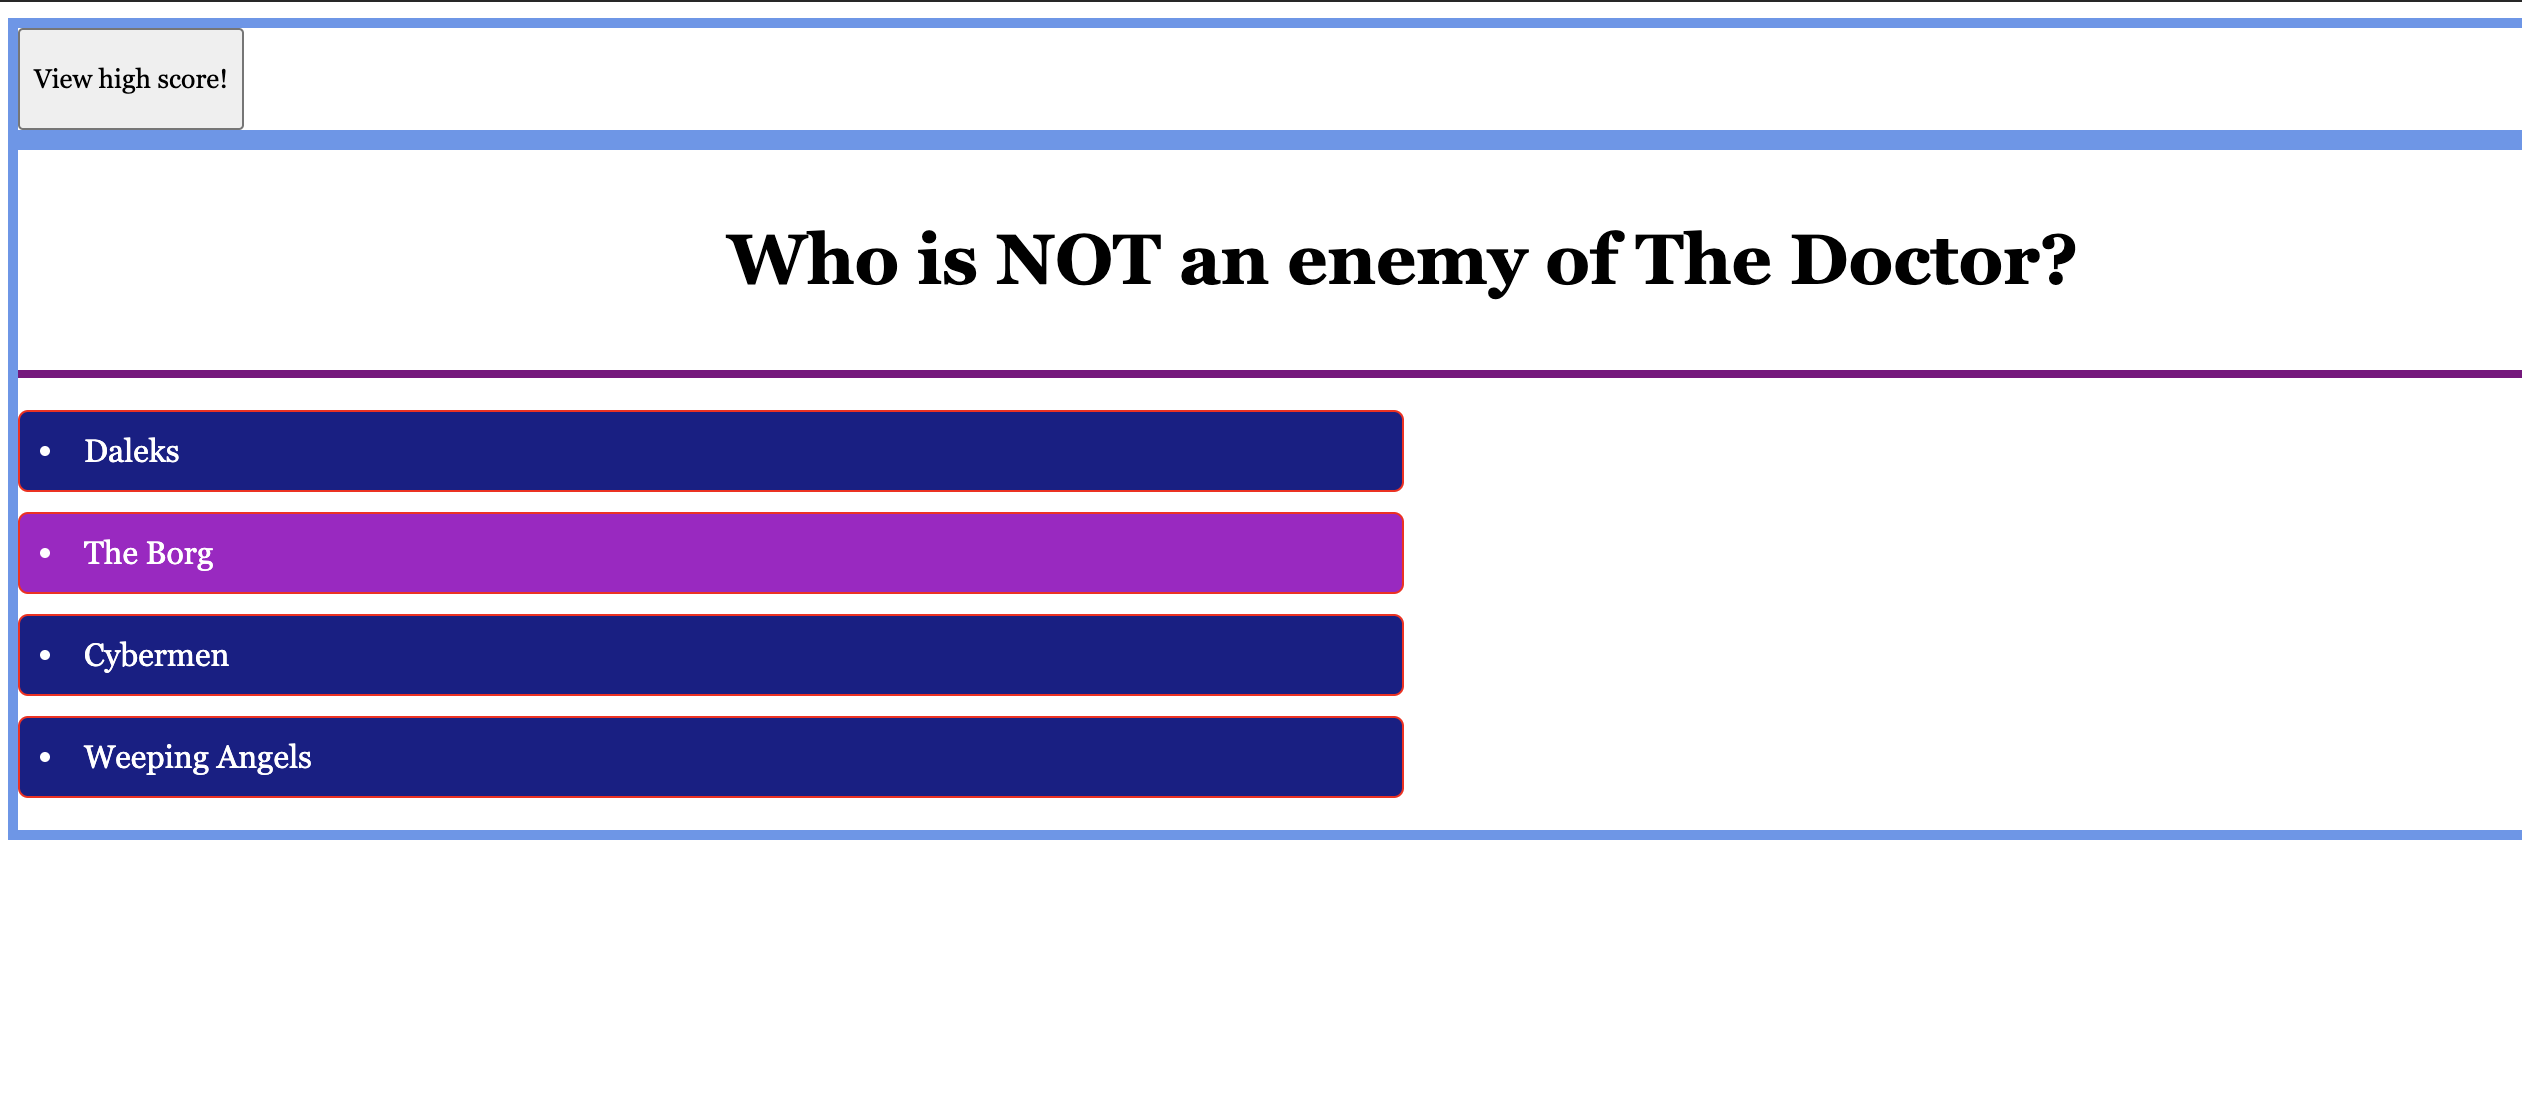 View high score!
Who is NOT an enemy of The Doctor?
• Daleks
• The Borg
• Cybermen
• Weeping Angels